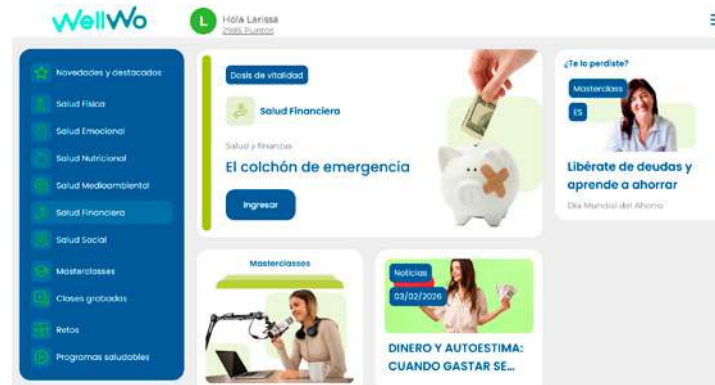 WellWo
L
Hola Larissa
2985 Puntos
Novedades y destacados
Salud Física
Salud Emocional
Salud Nutricional
Salud Medioambiental
Salud Financiera
Salud Social
Masterclasses
Clases grabadas
Retos
Programas saludables
Dosis de vitalidad
Salud Financiera
Salud y finanzas
El colchón de emergencia
Ingresar
¿Te lo perdiste?
Masterclass
ES
Libérate de deudas y
aprende a ahorrar
Día Mundial del Ahorro
Masterclasses
Noticias
03/02/2026
DINERO Y AUTOESTIMA:
CUANDO GASTAR SE...